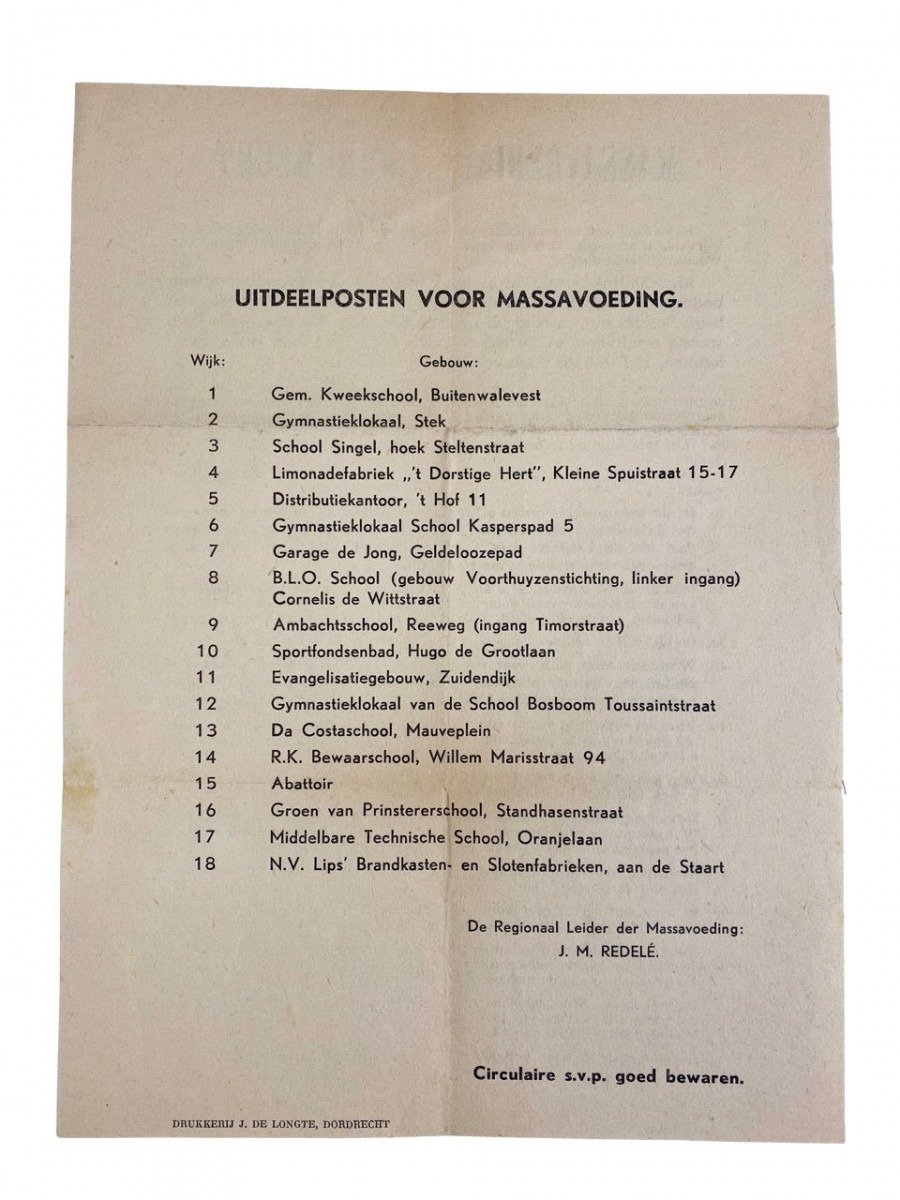 UITDEELPOSTEN VOOR MASSAVOEDING.
Wijk: Gebouw:
1 Gem. Kweekschool, Buitenwalevest
2 Gymnastieklokaal, Stek
3 School Singel, hoek Steltenstraat
4 Limonadefabriek „'t Dorstige Hert", Kleine Spuistraat 15-17
5 Distributiekantoor, 't Hof 11
6 Gymnastieklokaal School Kasperspad 5
7 Garage de Jong, Geldeloozepad
8 B.L.O. School (gebouw Voorthuyzenstichting, linker ingang)
Cornelis de Wittstraat
9 Ambachtsschool, Reeweg (ingang Timorstraat)
10 Sportfondsenbad, Hugo de Grootlaan
11 Evangelisatiegebouw, Zuidendijk
12 Gymnastieklokaal van de School Bosboom Toussaintstraat
13 Da Costaschool, Mauveplein
14 R.K. Bewaarschool, Willem Marisstraat 94
15 Abattoir
16 Groen van Prinstererschool, Standhasenstraat
17 Middelbare Technische School, Oranjelaan
18 N.V. Lips' Brandkasten- en Slotenfabrieken, aan de Staart
De Regionaal Leider der Massavoeding:
J. M. REDELÉ.
Circulaire s.v.p. goed bewaren.
DRUKKERIJ J. DE LONGTE, DORDRECHT